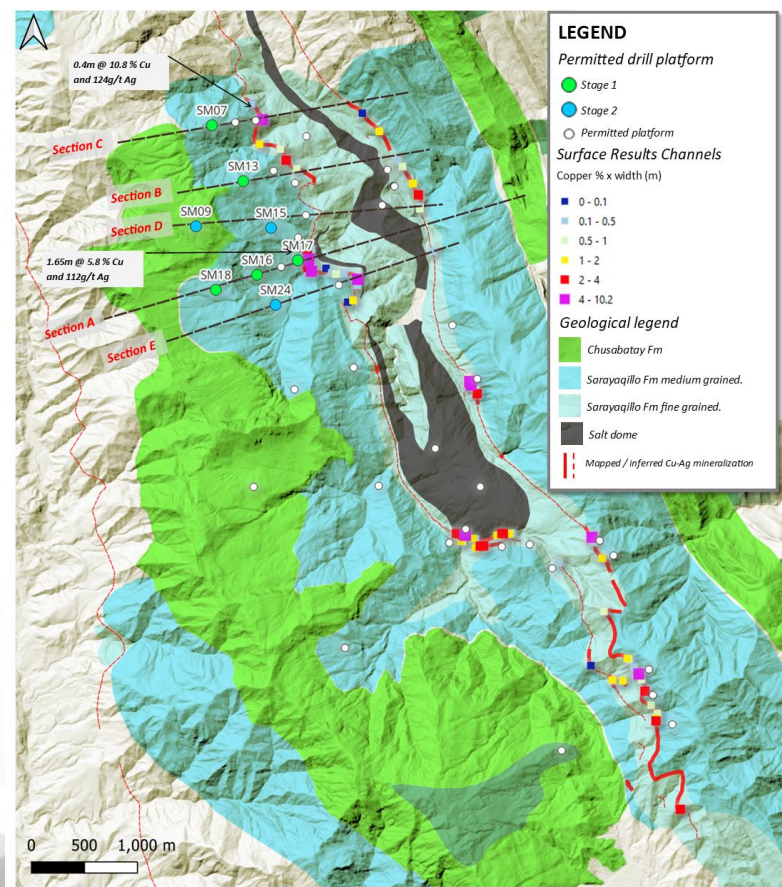 0.4m @ 10.8 % Cu
and 124g/t Ag
SM07
Section C
SM13
Section B
SM09
SM15
Section D
SM17
1.65m @ 5.8 % Cu
and 112g/t Ag
SM16
SM18
SM24
Section A
Section E
0 500 1,000 m
LEGEND
Permitted drill platform
Stage 1
Stage 2
Permitted platform
Surface Results Channels
Copper % x width (m)
0 - 0.1
0.1 - 0.5
0.5 - 1
1 - 2
2 - 4
4 - 10.2
Geological legend
Chusabatay Fm
Sarayaqillo Fm medium grained.
Sarayaqillo Fm fine grained.
Salt dome
Mapped / inferred Cu-Ag mineralization